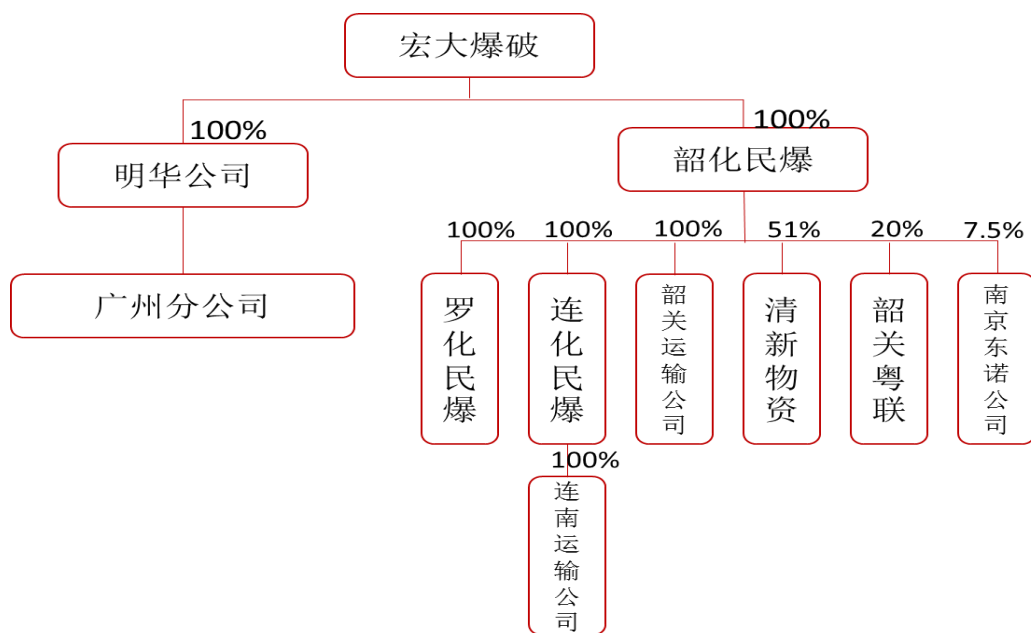 宏大爆破
100%
100%
明华公司
韶化民爆
100%
100%
100%
51%
20%
7.5%
广州分公司
罗化民爆
连化民爆
韶关运输公司
清新物资
韶关粤联
南京东诺公司
100%
连南运输公司